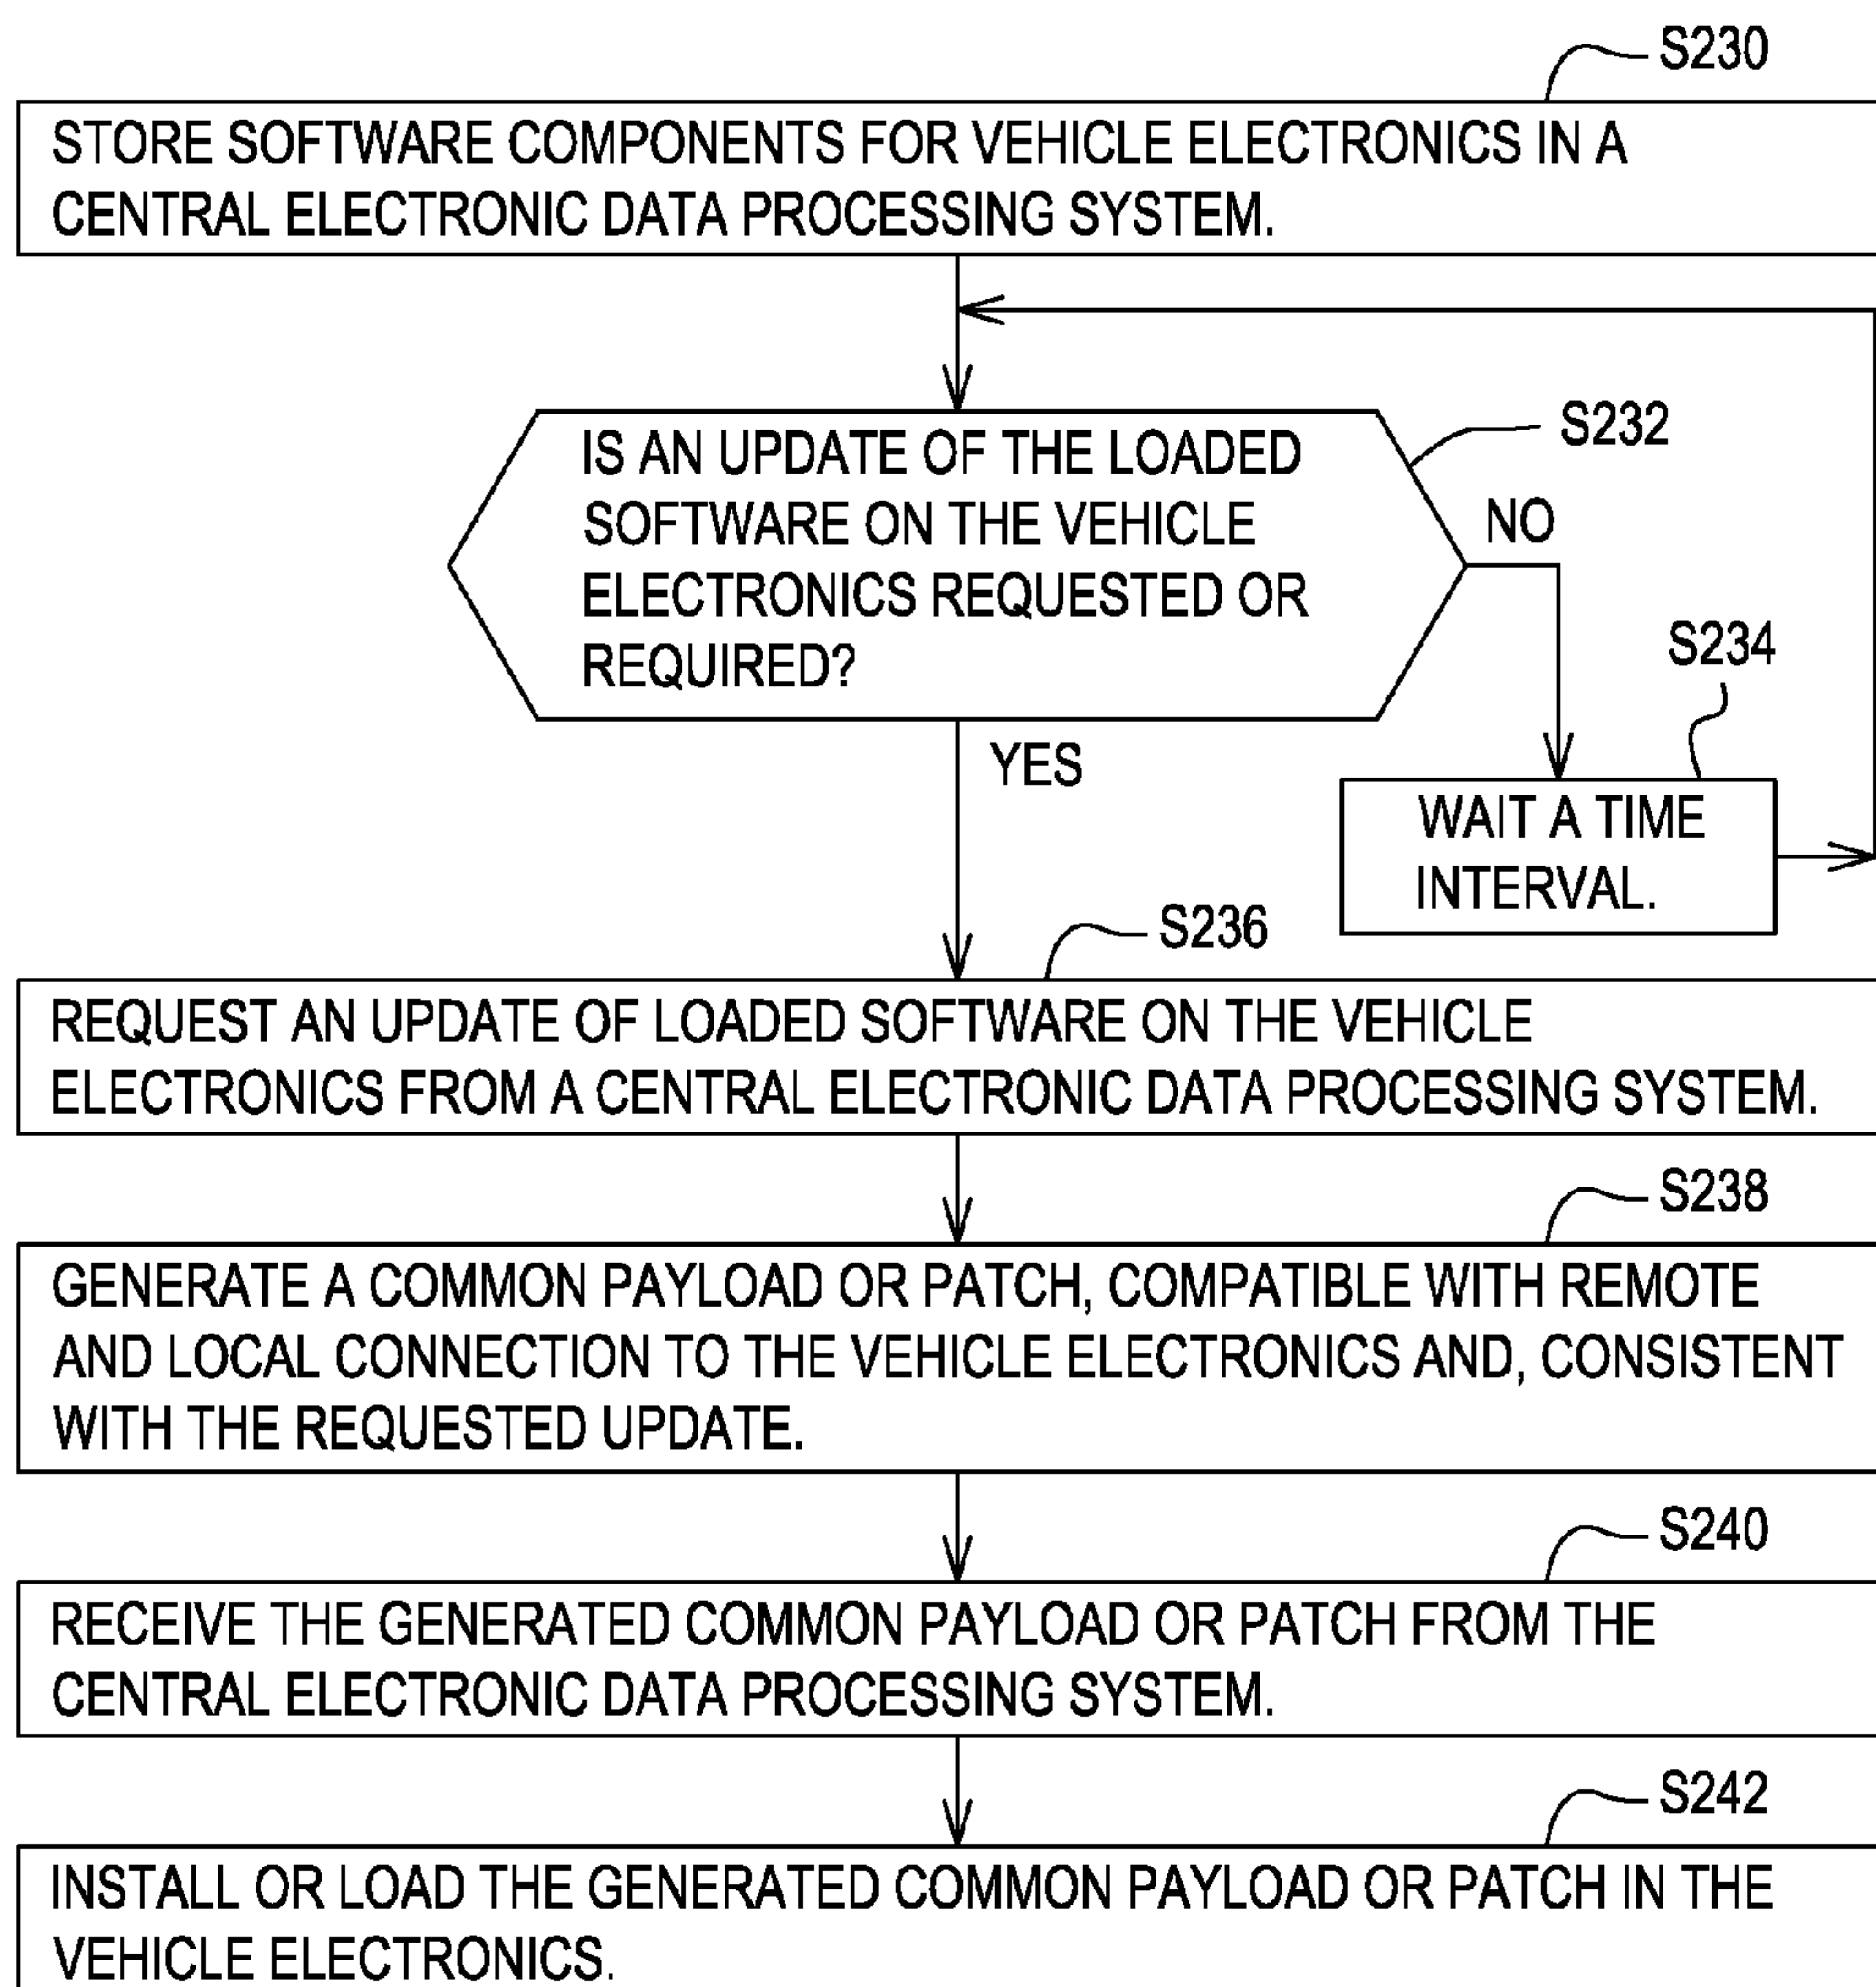 S230
STORE SOFTWARE COMPONENTS FOR VEHICLE ELECTRONICS IN A
CENTRAL ELECTRONIC DATA PROCESSING SYSTEM.
S232
IS AN UPDATE OF THE LOADED
SOFTWARE ON THE VEHICLE
ELECTRONICS REQUESTED OR
REQUIRED?
NO
S234
YES
WAIT A TIME
INTERVAL.
S236
REQUEST AN UPDATE OF LOADED SOFTWARE ON THE VEHICLE
ELECTRONICS FROM A CENTRAL ELECTRONIC DATA PROCESSING SYSTEM.
S238
GENERATE A COMMON PAYLOAD OR PATCH, COMPATIBLE WITH REMOTE
AND LOCAL CONNECTION TO THE VEHICLE ELECTRONICS AND, CONSISTENT
WITH THE REQUESTED UPDATE.
S240
RECEIVE THE GENERATED COMMON PAYLOAD OR PATCH FROM THE
CENTRAL ELECTRONIC DATA PROCESSING SYSTEM.
S242
INSTALL OR LOAD THE GENERATED COMMON PAYLOAD OR PATCH IN THE
VEHICLE ELECTRONICS.